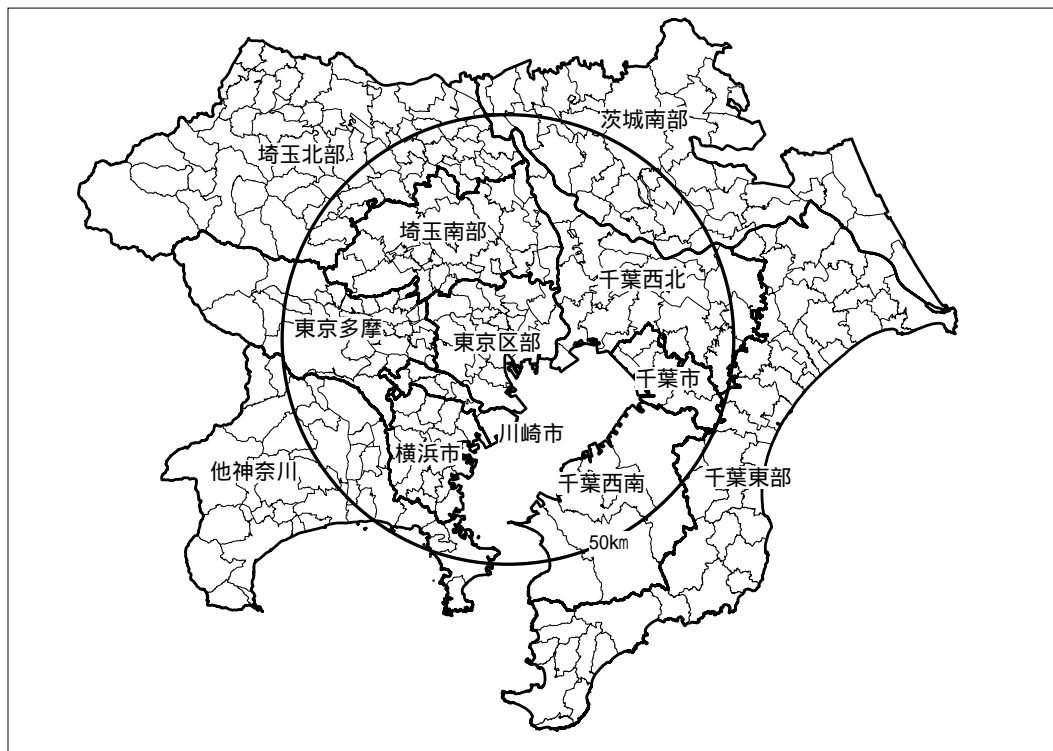 茨城南部
埼玉北部
埼玉南部
千葉西北
東京多摩
東京区部
千葉市
川崎市
横浜市
他神奈川
千葉西南
千葉東部
50km